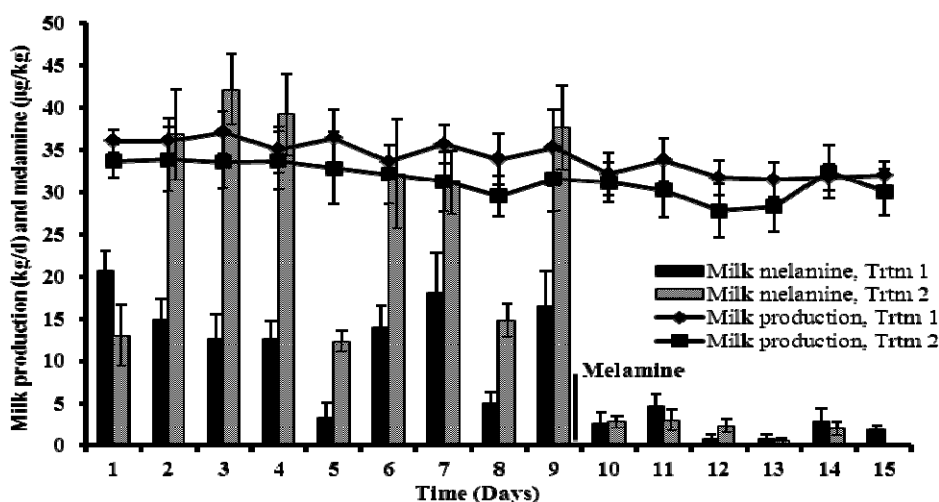 Milk production (kg/d) and melamine (µg/kg)
50
45
40
35
30
25
20
15
10
5
0
Milk melamine, Trtm 1
Milk melamine, Trtm 2
Milk production, Trtm 1
Milk production, Trtm 2
Melamine
1 2 3 4 5 6 7 8 9 10 11 12 13 14 15
Time (Days)